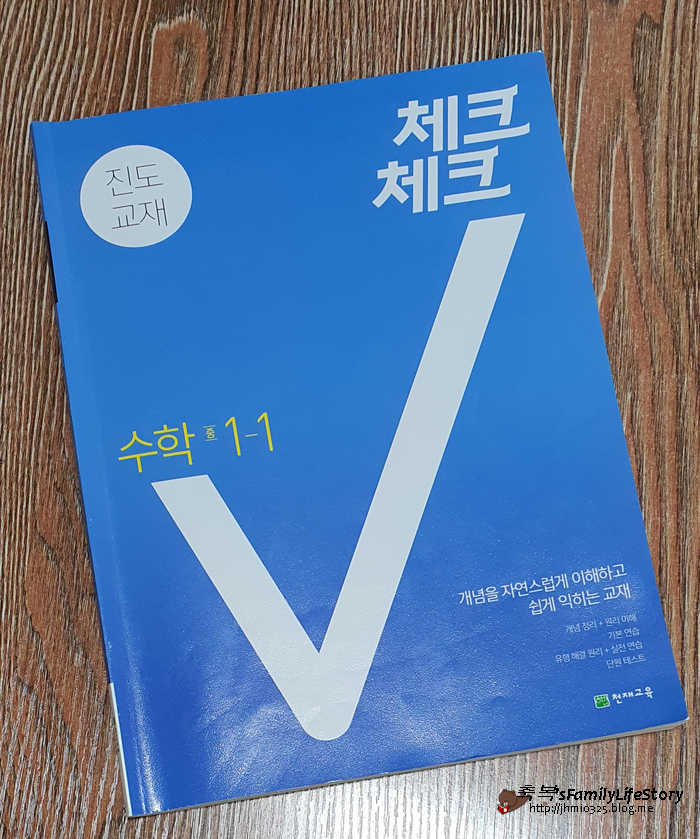 체크
체크
진도
교재
수학 중 1-1
개념을 자연스럽게 이해하고
쉽게 익히는 교재
개념 정리 + 원리 이해
기본 연습
유형 해결 원리 + 실전 연습
단원 테스트
천재교육
축복'sFamilyLifeStory
http://jhmio325.blog.me